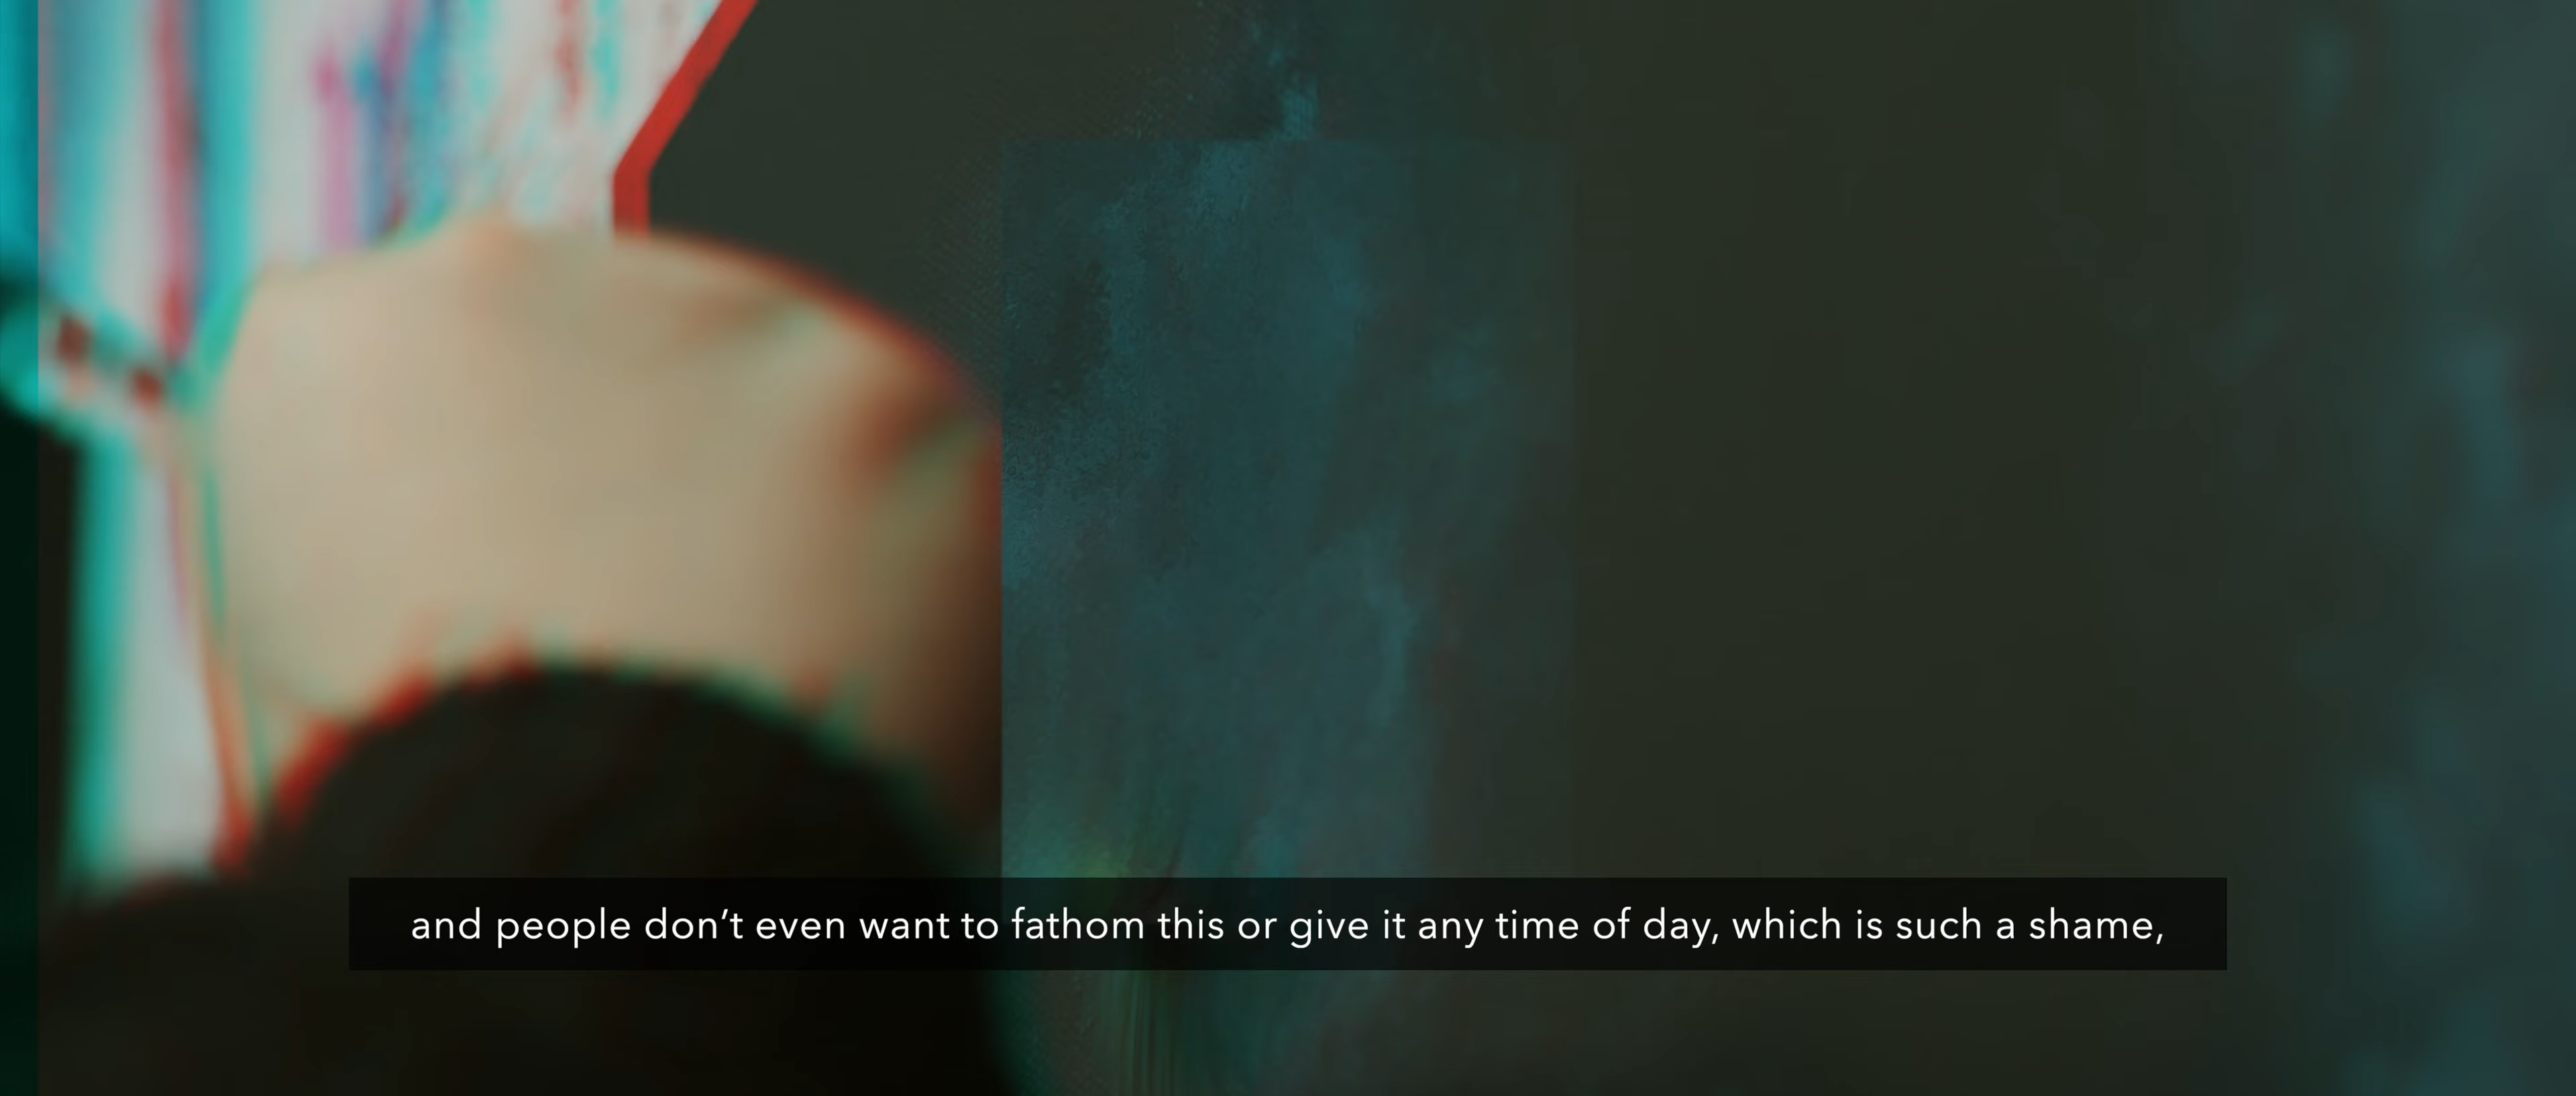 and people don’t even want to fathom this or give it any time of day, which is such a shame,